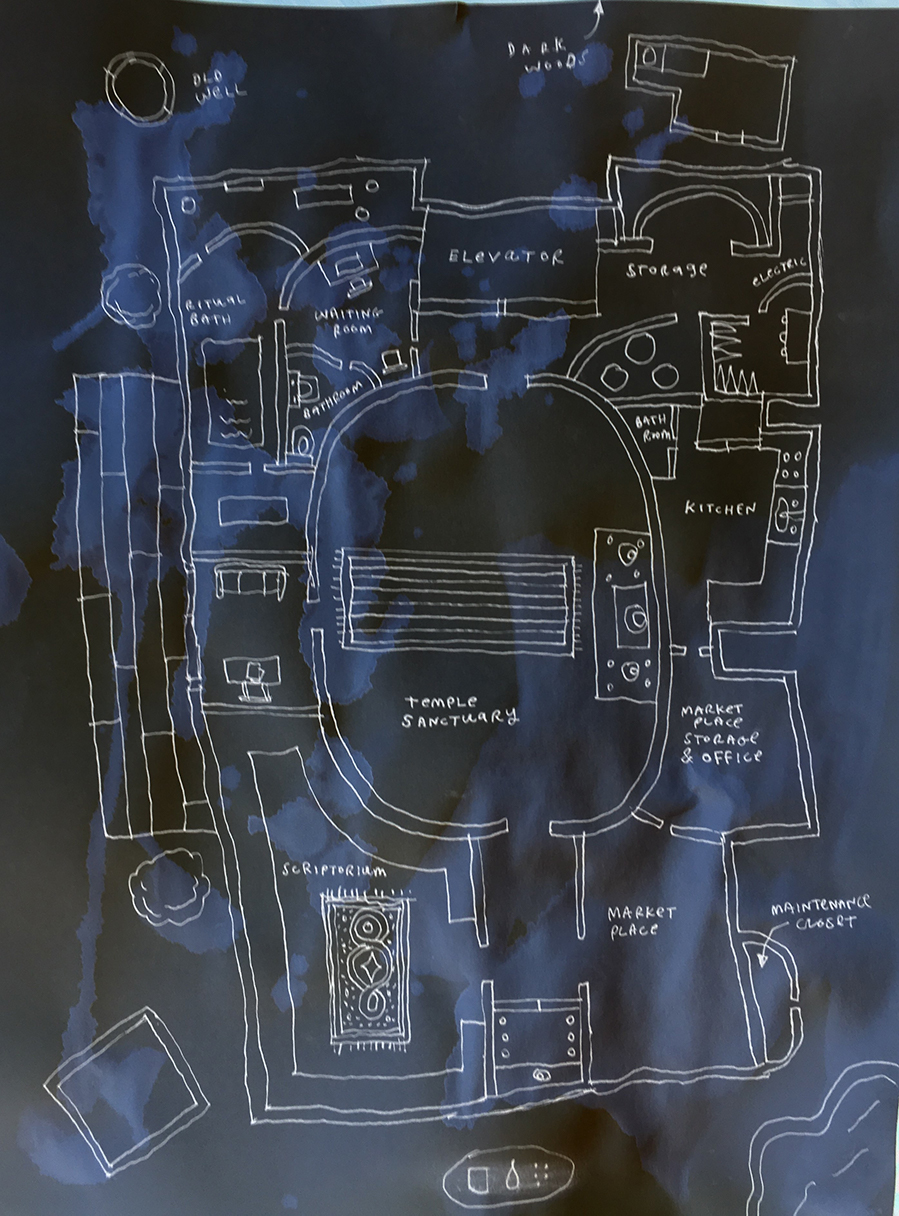 OLD
WELL
DARK
WOODS
ELEVATOR
STORAGE
ELECTRIC
RITUAL
BATH
WAITING
ROOM
BATHROOM
BATH
ROOM
KITCHEN
TEMPLE
SANCTUARY
MARKET
PLACE
STORAGE
& OFFICE
SCRIPTORIUM
MARKET
PLACE
MAINTENANCE
CLOSET